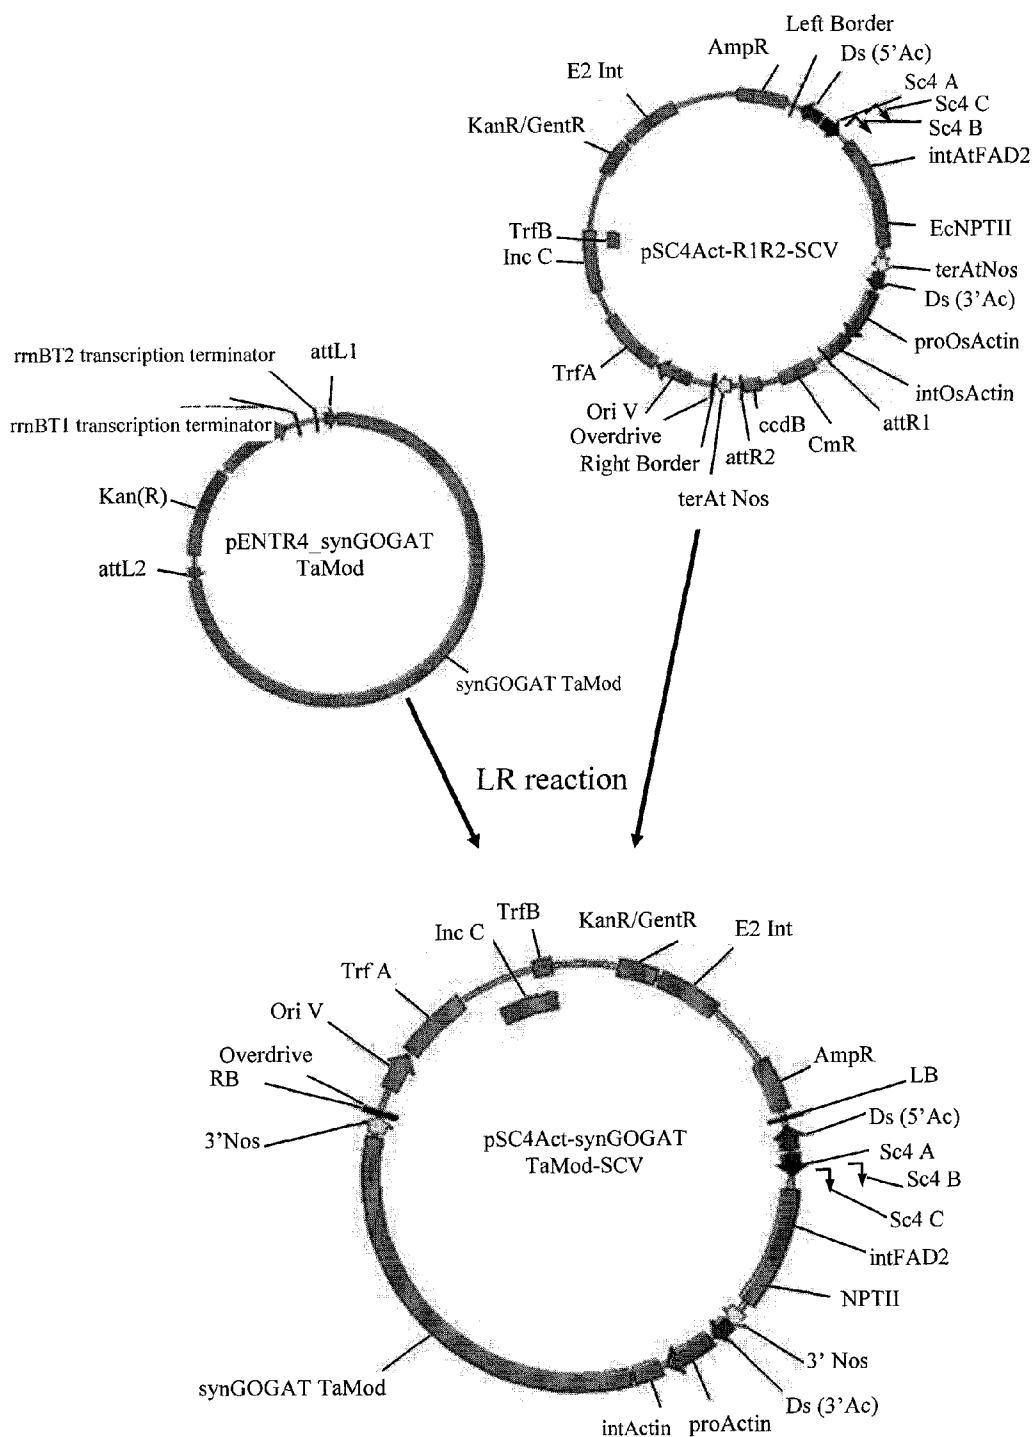 Left Border
AmpR
Ds (5'Ac)
E2 Int
Sc4 A
Sc4 C
Sc4 B
KanR/GentR
intAtFAD2
TrfB
EcNPTII
Inc C
pSC4Act-R1R2-SCV
terAtNos
Ds (3'Ac)
proOsActin
TrfA
intOsActin
attR1
Ori V
ccdB
CmR
Overdrive
Right Border
attR2
terAt Nos
rrnBT2 transcription terminator
attL1
rrnBT1 transcription terminator
Kan(R)
pENTR4_synGOGAT
TaMod
attL2
synGOGAT TaMod
LR reaction
TrfB
KanR/GentR
Inc C
E2 Int
Trf A
Ori V
AmpR
Overdrive
LB
RB
Ds (5'Ac)
3'Nos
pSC4Act-synGOGAT
TaMod-SCV
Sc4 A
Sc4 B
Sc4 C
intFAD2
NPTII
3' Nos
synGOGAT TaMod
Ds (3'Ac)
intActin
proActin